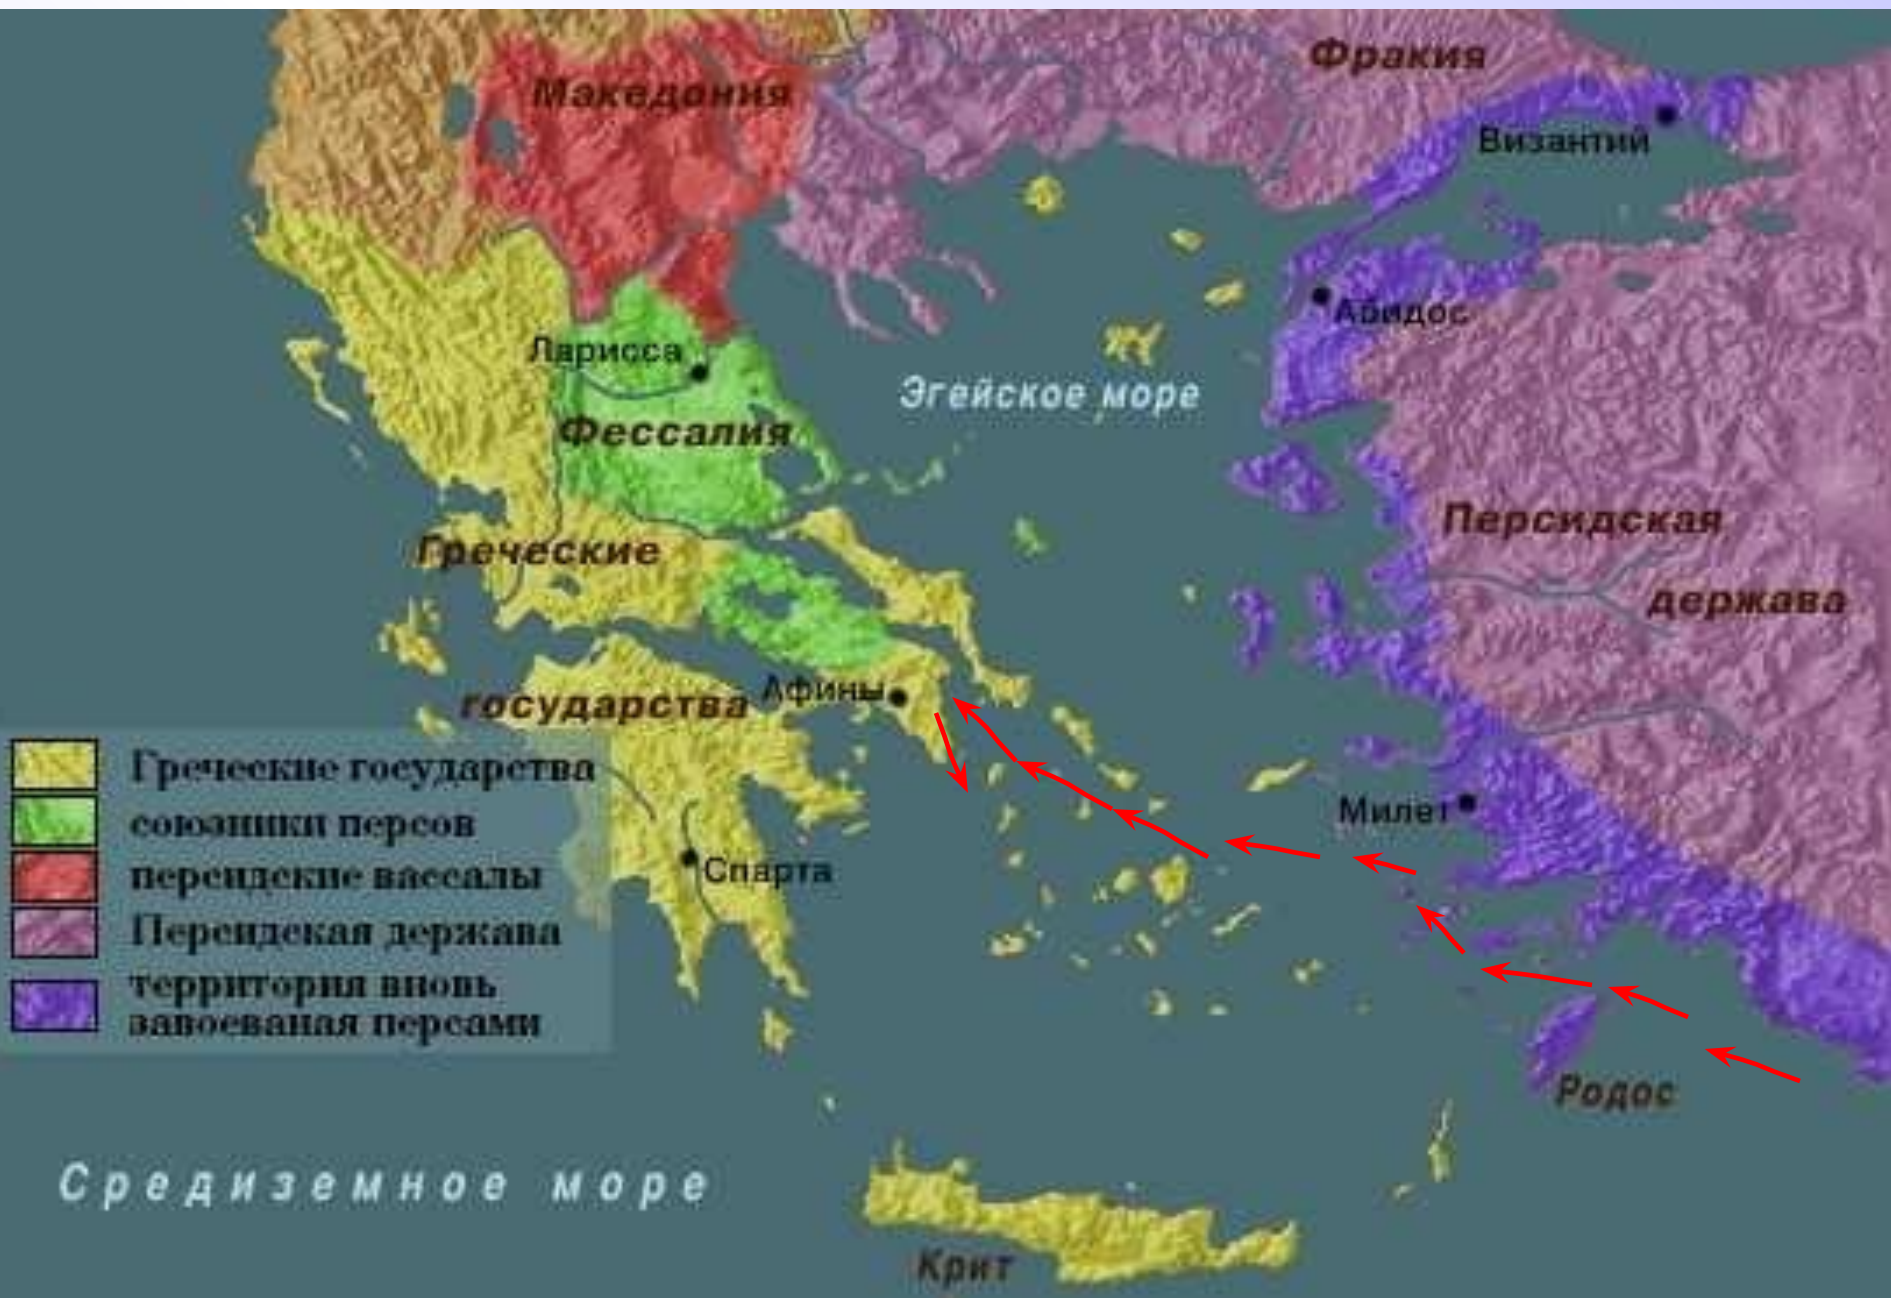 Македония
Фракия
Византий
Абидос
Ларисса
Эгейское море
Фессалия
Персидская
держава
Греческие
государства
Афины
Милет
Спарта
Родос
Средиземное море
Крит
Греческие государства
союзники персов
персидские вассалы
Персидская держава
территория вновь
завоеваная персами